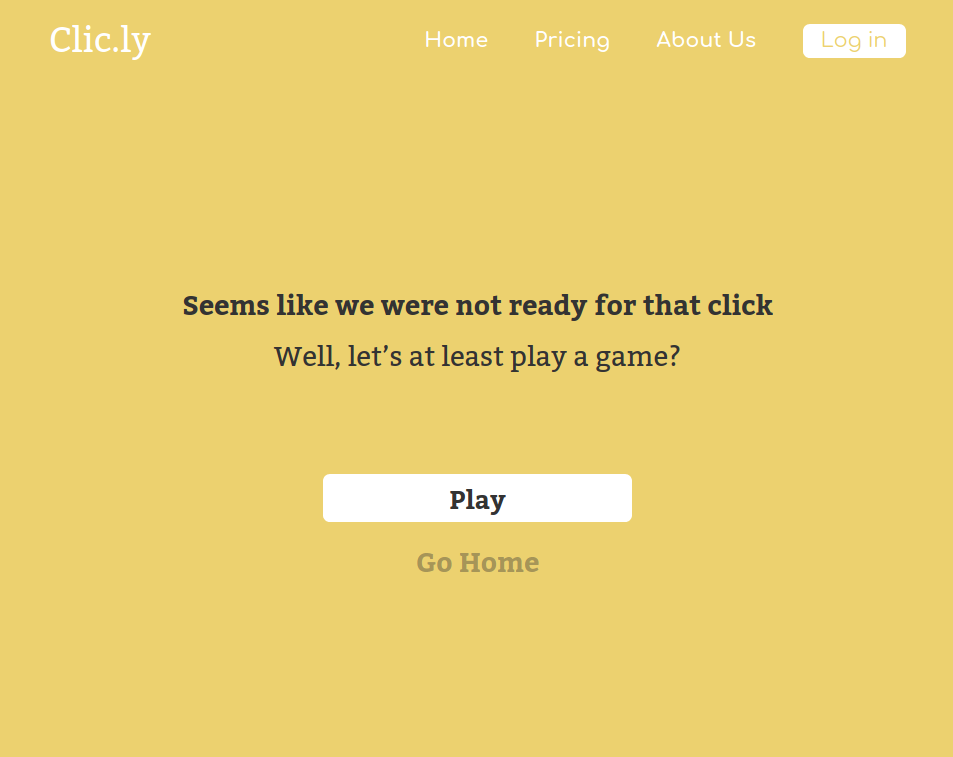 Clic.ly Home Pricing About Us Log in
Seems like we were not ready for that click
Well, let’s at least play a game?
Play
Go Home